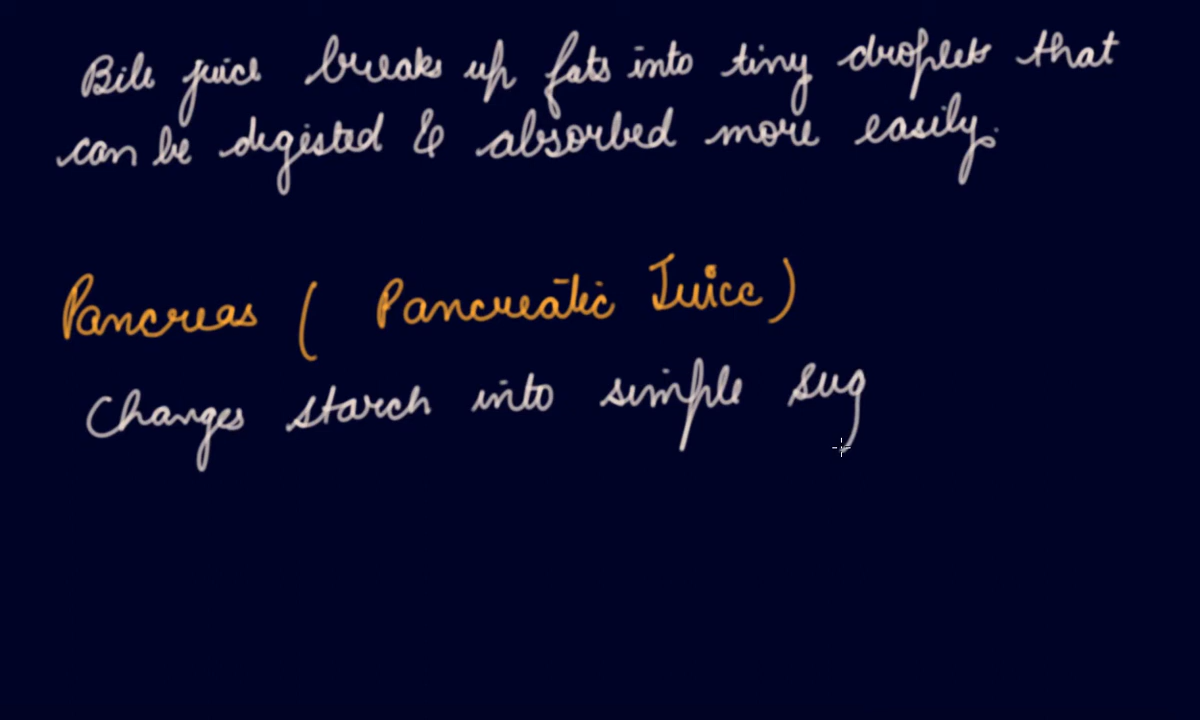 Bile juice breaks up fats into tiny droplets that
can be digested & absorbed more easily.
Pancreas ( Pancreatic Juice )
Changes starch into simple sug